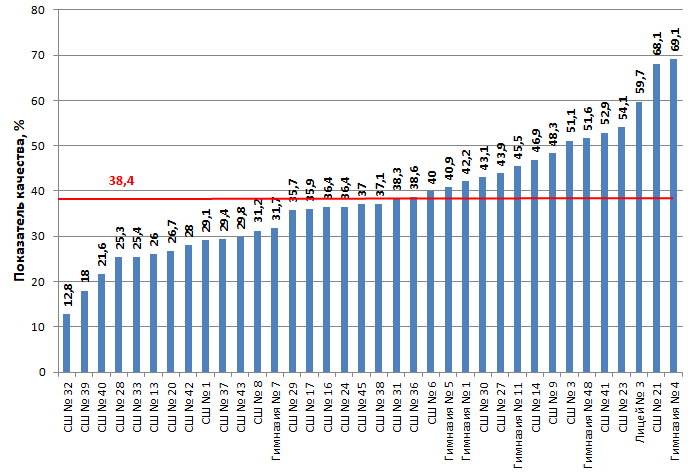 80
70
60
50
40
30
20
10
0
Показатель качества, %
38,4
12,8
18
21,6
25,3
25,4
26
26,7
28
29,1
29,4
29,8
31,2
31,7
35,7
35,9
36,4
36,4
37
37,1
38,3
38,6
40
40,9
42,2
43,1
43,9
45,5
46,9
48,3
51,1
51,6
52,9
54,1
59,7
68,1
69,1
СШ № 32
СШ № 39
СШ № 40
СШ № 28
СШ № 33
СШ № 13
СШ № 20
СШ № 42
СШ № 1
СШ № 37
СШ № 43
СШ № 8
Гимназия № 7
СШ № 29
СШ № 17
СШ № 16
СШ № 24
СШ № 45
СШ № 38
СШ № 31
СШ № 36
СШ № 6
Гимназия № 5
Гимназия № 1
СШ № 30
СШ № 27
Гимназия № 11
СШ № 14
СШ № 9
СШ № 3
Гимназия № 48
СШ № 41
СШ № 23
Лицей № 3
СШ № 21
Гимназия № 4